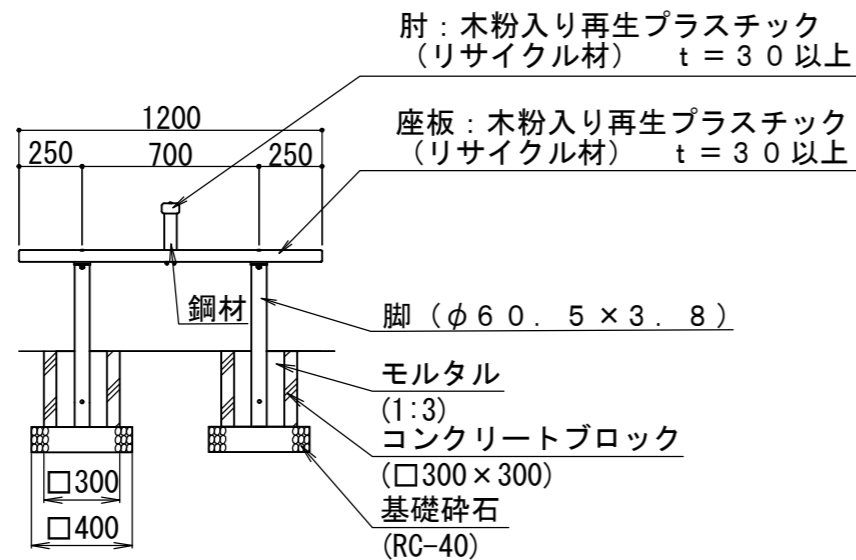 肘：木粉入り再生プラスチック
（リサイクル材）　ｔ＝３０以上
座板：木粉入り再生プラスチック
（リサイクル材）　ｔ＝３０以上
1200
250 700 250
鋼材
脚（φ６０．５×３．８）
モルタル
(1:3)
コンクリートブロック
(□300×300)
基礎砕石
(RC-40)
□300
□400